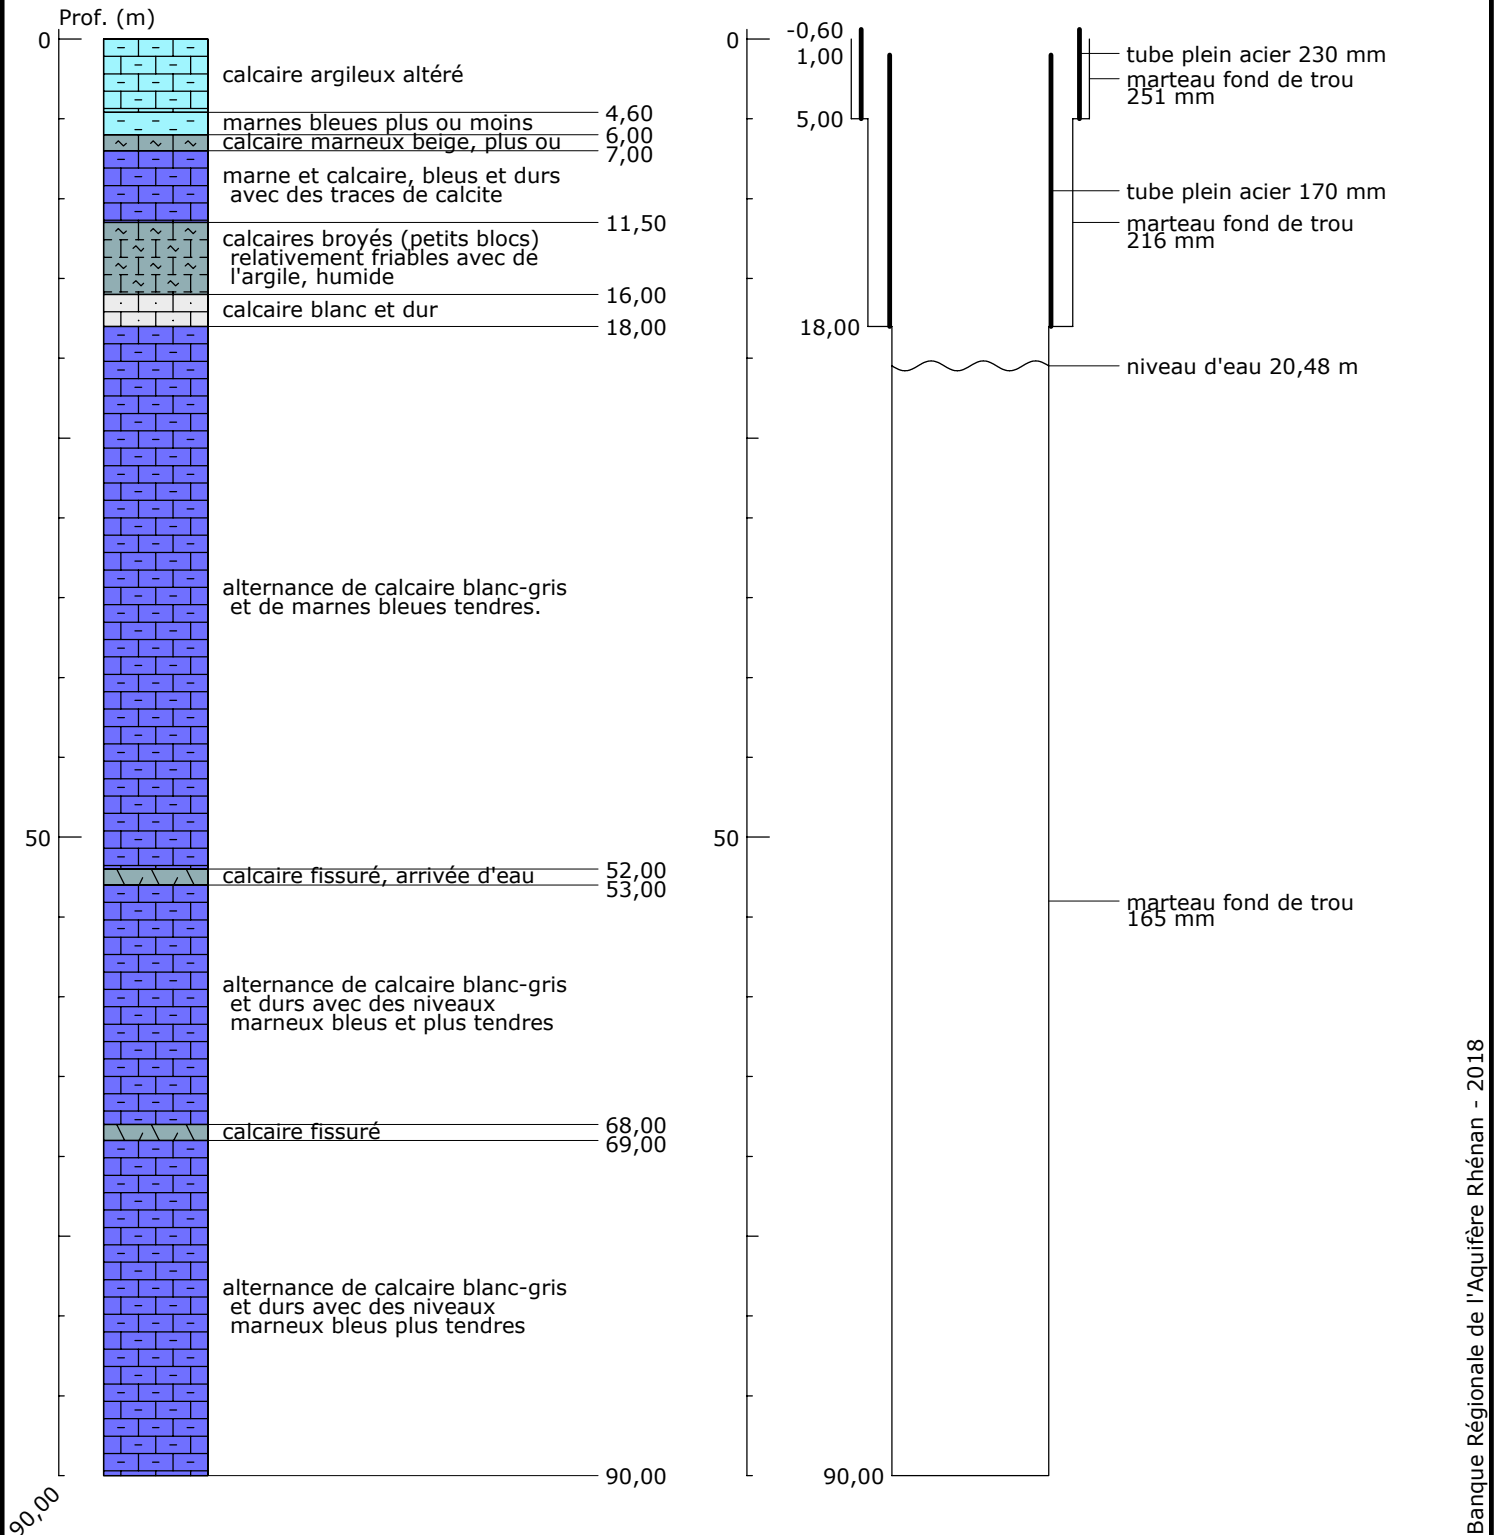 Prof. (m)
0
calcaire argileux altéré
4,60
marnes bleues plus ou moins
6,00
calcaire marneux beige, plus ou
7,00
marne et calcaire, bleus et durs
avec des traces de calcite
11,50
calcaires broyés (petits blocs)
relativement friables avec de
l'argile, humide
16,00
calcaire blanc et dur
18,00
alternance de calcaire blanc-gris
et de marnes bleues tendres.
50
52,00
calcaire fissuré, arrivée d'eau
53,00
alternance de calcaire blanc-gris
et durs avec des niveaux
marneux bleus et plus tendres
68,00
calcaire fissuré
69,00
alternance de calcaire blanc-gris
et durs avec des niveaux
marneux bleus plus tendres
90,00
90,00
0
-0,60
1,00
5,00
18,00
50
90,00
tube plein acier 230 mm
marteau fond de trou
251 mm
tube plein acier 170 mm
marteau fond de trou
216 mm
niveau d'eau 20,48 m
marteau fond de trou
165 mm
Banque Régionale de l'Aquifère Rhénan - 2018